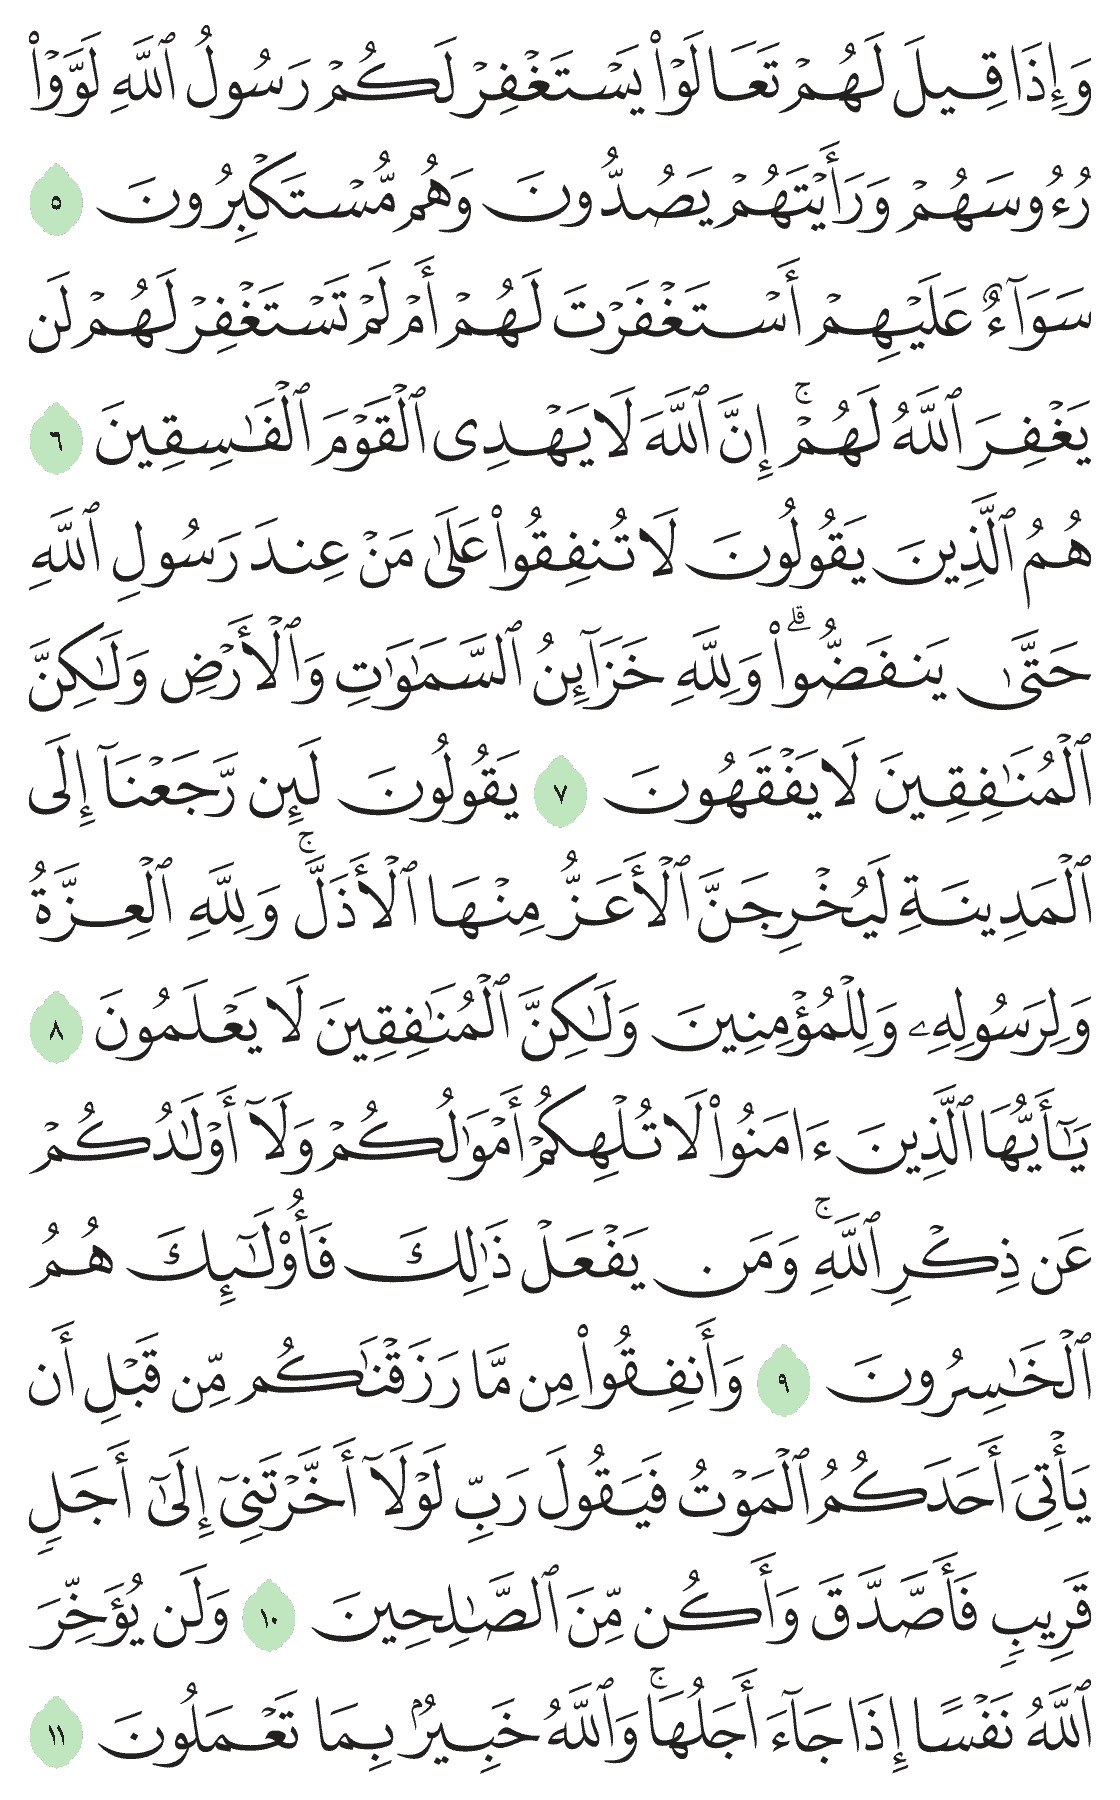 وَإِذَا قِيلَ لَهُمۡ تَعَالَوۡاْ يَسۡتَغۡفِرۡ لَكُمۡ رَسُولُ ٱللَّهِ لَوَّوۡاْ
رُءُوسَهُمۡ وَرَأَيۡتَهُمۡ يَصُدُّونَ وَهُم مُّسۡتَكۡبِرُونَ ٥
سَوَآءٌ عَلَيۡهِمۡ أَسۡتَغۡفَرۡتَ لَهُمۡ أَمۡ لَمۡ تَسۡتَغۡفِرۡ لَهُمۡ لَن
يَغۡفِرَ ٱللَّهُ لَهُمۡۚ إِنَّ ٱللَّهَ لَا يَهۡدِى ٱلۡقَوۡمَ ٱلۡفَٰسِقِينَ ٦
هُمُ ٱلَّذِينَ يَقُولُونَ لَا تُنفِقُواْ عَلَىٰ مَنۡ عِندَ رَسُولِ ٱللَّهِ
حَتَّىٰ يَنفَضُّواْۗ وَلِلَّهِ خَزَآئِنُ ٱلسَّمَٰوَٰتِ وَٱلۡأَرۡضِ وَلَٰكِنَّ
ٱلۡمُنَٰفِقِينَ لَا يَفۡقَهُونَ ٧ يَقُولُونَ لَئِن رَّجَعۡنَآ إِلَى
ٱلۡمَدِينَةِ لَيُخۡرِجَنَّ ٱلۡأَعَزُّ مِنۡهَا ٱلۡأَذَلَّۚ وَلِلَّهِ ٱلۡعِزَّةُ
وَلِرَسُولِهِۦ وَلِلۡمُؤۡمِنِينَ وَلَٰكِنَّ ٱلۡمُنَٰفِقِينَ لَا يَعۡلَمُونَ ٨
يَٰٓأَيُّهَا ٱلَّذِينَ ءَامَنُواْ لَا تُلۡهِكُمۡ أَمۡوَٰلُكُمۡ وَلَآ أَوۡلَٰدُكُمۡ
عَن ذِكۡرِ ٱللَّهِۚ وَمَن يَفۡعَلۡ ذَٰلِكَ فَأُوْلَٰٓئِكَ هُمُ
ٱلۡخَٰسِرُونَ ٩ وَأَنفِقُواْ مِن مَّا رَزَقۡنَٰكُم مِّن قَبۡلِ أَن
يَأۡتِىَ أَحَدَكُمُ ٱلۡمَوۡتُ فَيَقُولَ رَبِّ لَوۡلَآ أَخَّرۡتَنِىٓ إِلَىٰٓ أَجَلٖ
قَرِيبٖ فَأَصَّدَّقَ وَأَكُن مِّنَ ٱلصَّٰلِحِينَ ١٠ وَلَن يُؤَخِّرَ
ٱللَّهُ نَفۡسًا إِذَا جَآءَ أَجَلُهَاۚ وَٱللَّهُ خَبِيرُۢ بِمَا تَعۡمَلُونَ ١١